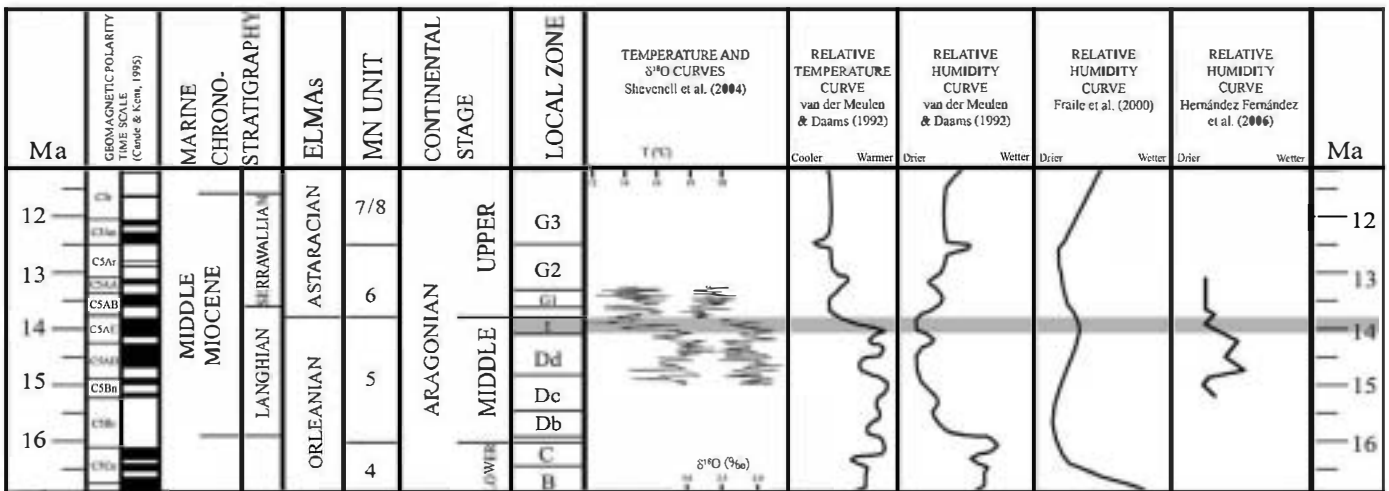 Ma
GEOMAGNETIC POLARITY
TIME SCALE
(Cande & Kent, 1995)
MARINE
CHRONO-
STRATIGRAPHY
ELMAs
MN UNIT
CONTINENTAL
STAGE
LOCAL ZONE
TEMPERATURE AND
δ¹⁸O CURVES
Shevenell et al. (2004)
T (°C)
RELATIVE
TEMPERATURE
CURVE
van der Meulen
& Daams (1992)
Cooler Warmer
RELATIVE
HUMIDITY
CURVE
van der Meulen
& Daams (1992)
Drier Wetter
RELATIVE
HUMIDITY
CURVE
Fraile et al. (2000)
Drier Wetter
RELATIVE
HUMIDITY
CURVE
Hernández Fernández
et al. (2006)
Drier Wetter
Ma
12
13
14
15
16
C5Ar
C5AA
C5AB
C5AC
C5AD
C5Bn
C5Br
MIDDLE
MIOCENE
SERRAVALLIAN
LANGHIAN
ASTARACIAN
ORLEANIAN
7/8
6
5
4
ARAGONIAN
UPPER
MIDDLE
LOWER
G3
G2
G1
E
Dd
Dc
Db
C
B
δ¹⁸O (‰)
12
13
14
15
16